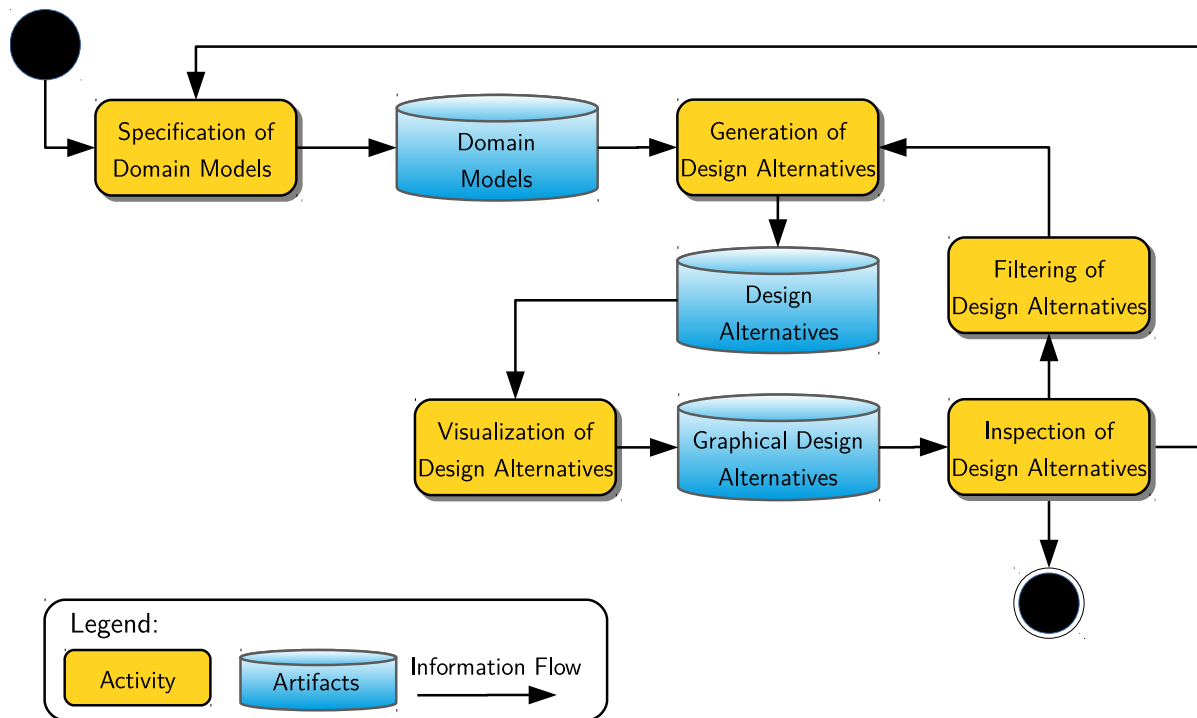 Specification of
Domain Models
Domain
Models
Generation of
Design Alternatives
Design
Alternatives
Filtering of
Design Alternatives
Visualization of
Design Alternatives
Graphical Design
Alternatives
Inspection of
Design Alternatives
Legend:
Activity
Artifacts
Information Flow